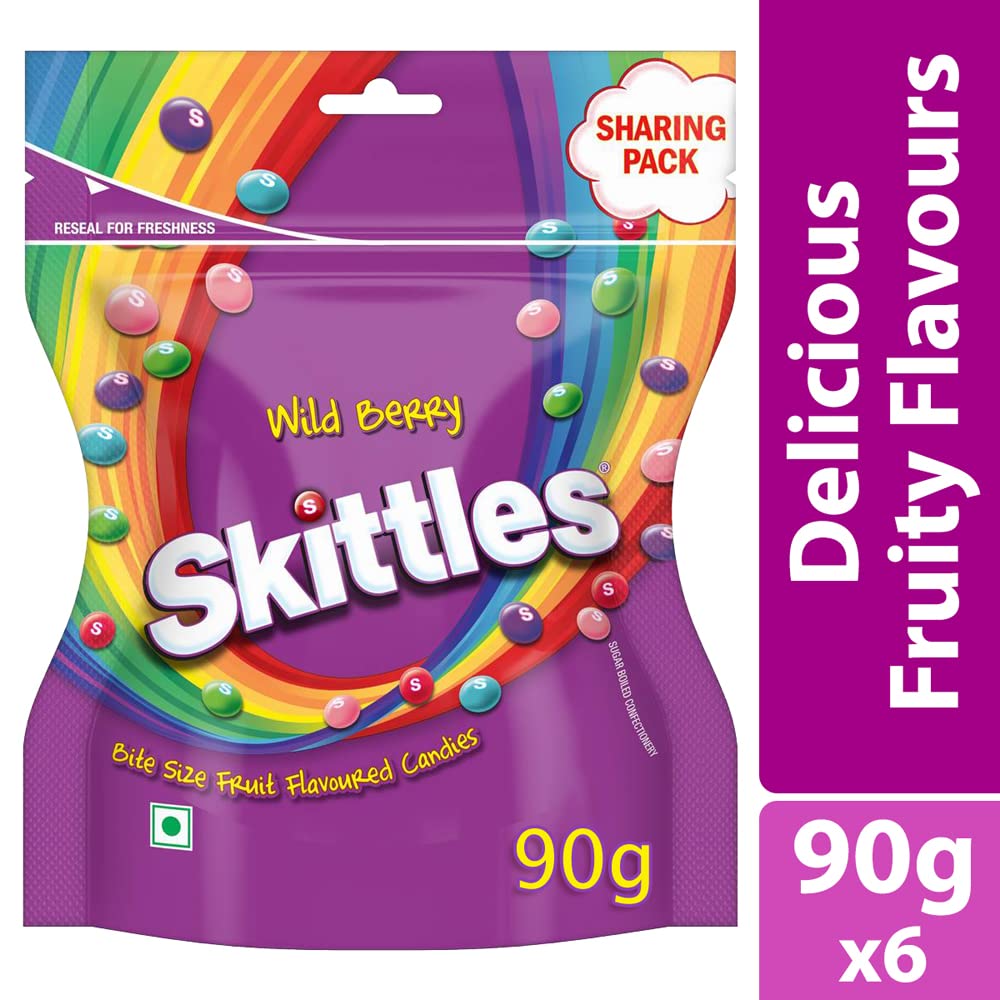 SHARING
PACK
RESEAL FOR FRESHNESS
Wild Berry
Skittles®
SUGAR BOILED CONFECTIONERY
Bite Size Fruit Flavoured Candies
90g
Delicious
Fruity Flavours
90g
x6